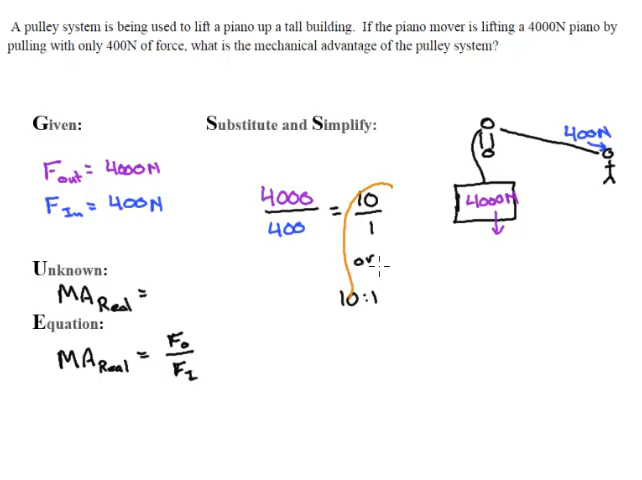 A pulley system is being used to lift a piano up a tall building. If the piano mover is lifting a 4000N piano by
pulling with only 400N of force, what is the mechanical advantage of the pulley system?
Given:
Fout = 4000N
FIn = 400N
Unknown:
MAReal =
Equation:
MAReal = Fo/FI
Substitute and Simplify:
4000/400 = 10/1
or
10:1
400N
4000N